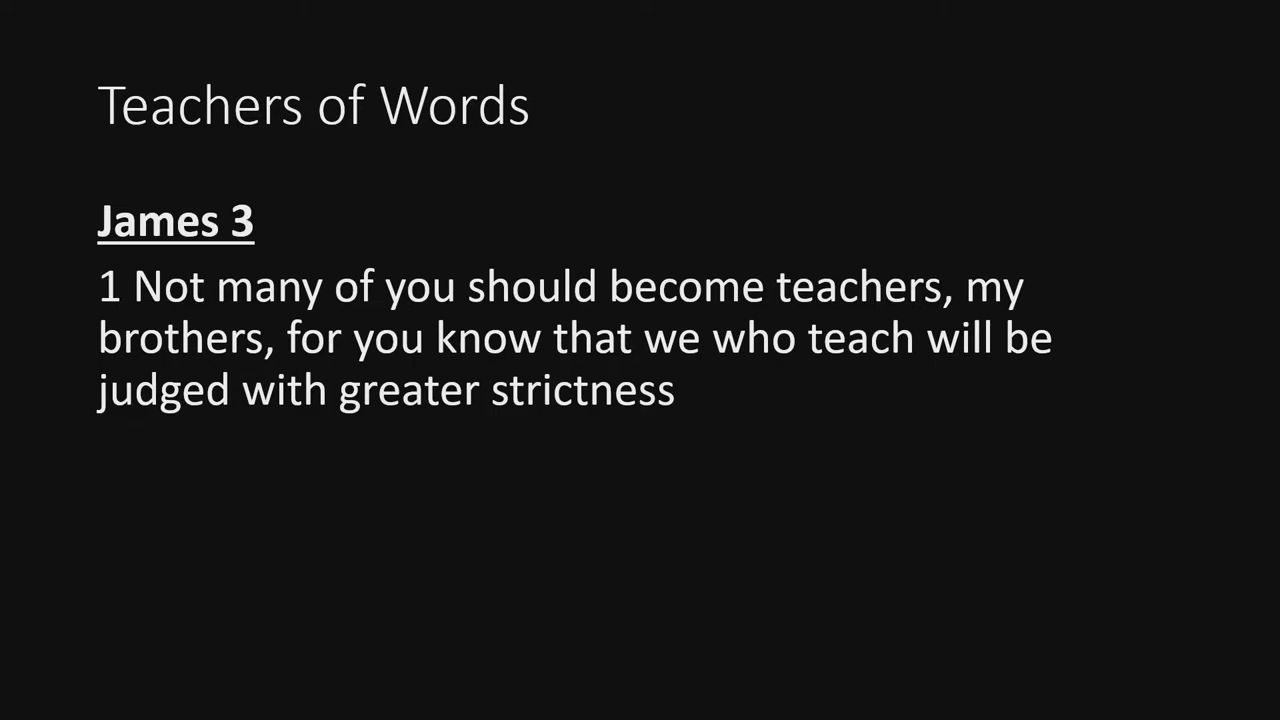 Teachers of Words
James 3
1 Not many of you should become teachers, my
brothers, for you know that we who teach will be
judged with greater strictness